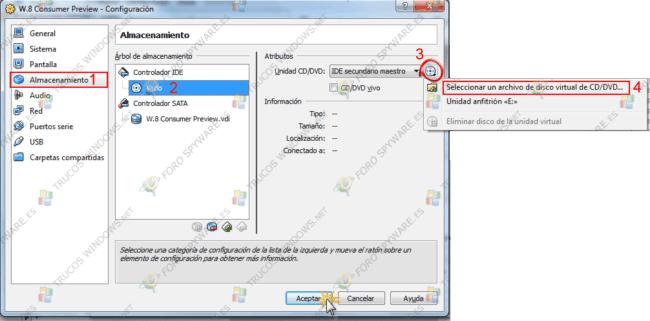 W.8 Consumer Preview - Configuración
General
Sistema
Pantalla
Almacenamiento 1
Audio
Red
Puertos serie
USB
Carpetas compartidas
Almacenamiento
Árbol de almacenamiento
Controlador IDE
Vacío 2
Controlador SATA
W.8 Consumer Preview.vdi
Atributos
3
Unidad CD/DVD: IDE secundario maestro
CD/DVD vivo
Información
Tipo: --
Tamaño: --
Localización: --
Conectado a: --
Seleccionar un archivo de disco virtual de CD/DVD... 4
Unidad anfitrión <E:>
Eliminar disco de la unidad virtual
Seleccione una categoría de configuración de la lista de la izquierda y mueva el ratón sobre un
elemento de configuración para obtener más información.
Aceptar
Cancelar
Ayuda
TRUCOS WINDOWS.NET
FORO SPYWARE.ES